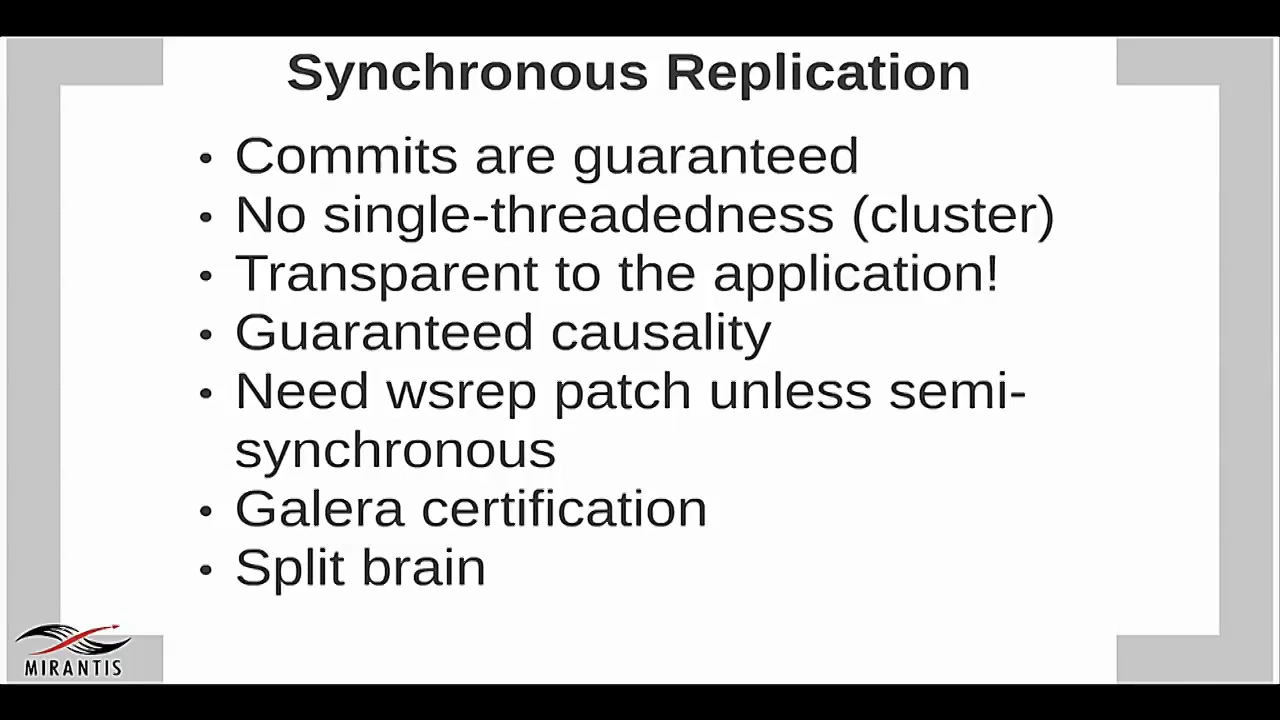 Synchronous Replication
• Commits are guaranteed
• No single-threadedness (cluster)
• Transparent to the application!
• Guaranteed causality
• Need wsrep patch unless semi-
synchronous
• Galera certification
• Split brain
MIRANTIS